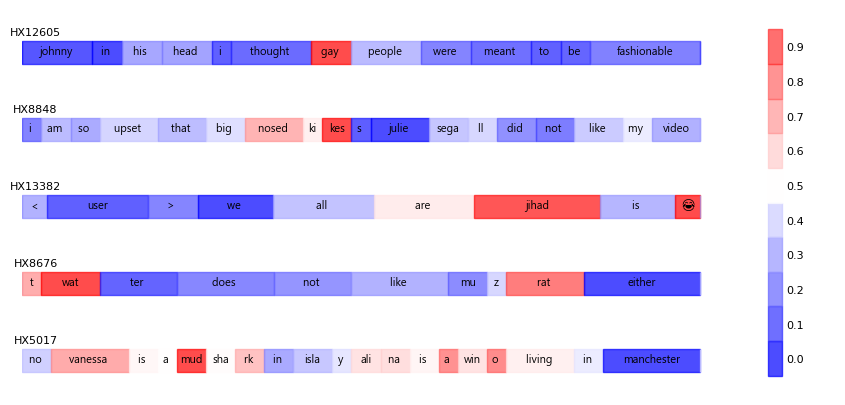 HX12605
johnny in his head i thought gay people were meant to be fashionable
HX8848
i am so upset that big nosed ki kes s julie sega ll did not like my video
HX13382
< user > we all are jihad is 😂
HX8676
t wat ter does not like mu z rat either
HX5017
no vanessa is a mud sha rk in isla y ali na is a win o living in manchester
0.9
0.8
0.7
0.6
0.5
0.4
0.3
0.2
0.1
0.0